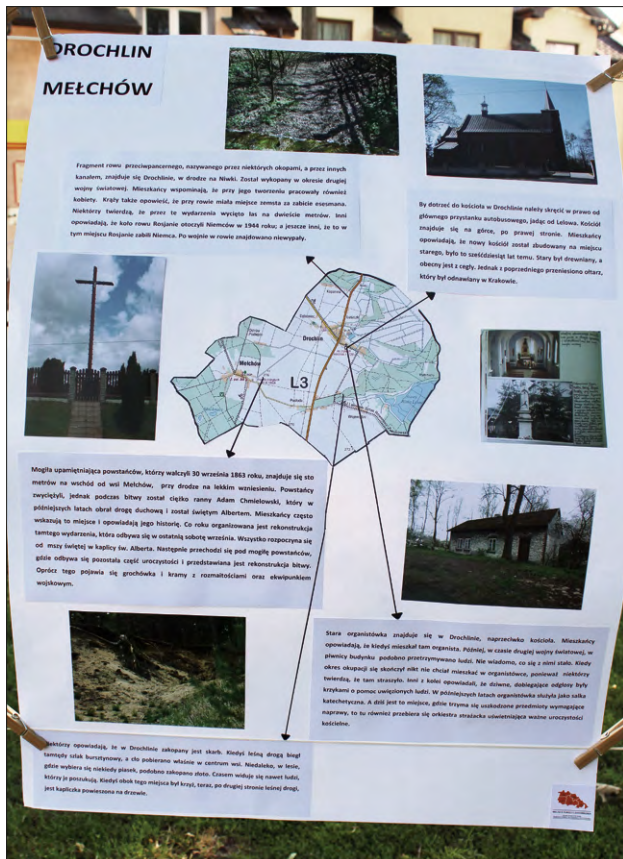 DROCHLIN
MEŁCHÓW
Fragment rowu przeciwpancernego, nazywanego przez niektórych okopami, a przez innych
kanałem, znajduje się Drochlinie, w drodze na Niwki. Został wykopany w okresie drugiej
wojny światowej. Mieszkańcy wspominają, że przy jego tworzeniu pracowały również
kobiety. Krąży także opowieść, że przy rowie miała miejsce zemsta za zabicie esesmana.
Niektórzy twierdzą, że przez te wydarzenia wycięto las na dwieście metrów. Inni
opowiadają, że koło rowu Rosjanie otoczyli Niemców w 1944 roku; a jeszcze inni, że to w
tym miejscu Rosjanie zabili Niemca. Po wojnie w rowie znajdowano niewypały.
By dotrzeć do kościoła w Drochlinie należy skręcić w prawo od
głównego przystanku autobusowego, jadąc od Lelowa. Kościół
znajduje się na górce, po prawej stronie. Mieszkańcy
opowiadają, że nowy kościół został zbudowany na miejscu
starego, było to sześćdziesiąt lat temu. Stary był drewniany, a
obecny jest z cegły. Jednak z poprzedniego przeniesiono ołtarz,
który był odnawiany w Krakowie.
Drochlin
Mełchów
L3
Mogiła upamiętniająca powstańców, którzy walczyli 30 września 1863 roku, znajduje się sto
metrów na wschód od wsi Mełchów, przy drodze na lekkim wzniesieniu. Powstańcy
zwyciężyli, jednak podczas bitwy został ciężko ranny Adam Chmielowski, który w
późniejszych latach obrał drogę duchową i został świętym Albertem. Mieszkańcy często
wskazują to miejsce i opowiadają jego historię. Co roku organizowana jest rekonstrukcja
tamtego wydarzenia, która odbywa się w ostatnią sobotę września. Wszystko rozpoczyna się
od mszy świętej w kaplicy św. Alberta. Następnie przechodzi się pod mogiłę powstańców,
gdzie odbywa się pozostała część uroczystości i przedstawiana jest rekonstrukcja bitwy.
Oprócz tego pojawia się grochówka i kramy z rozmaitościami oraz ekwipunkiem
wojskowym.
Stara organistówka znajduje się w Drochlinie, naprzeciwko kościoła. Mieszkańcy
opowiadają, że kiedyś mieszkał tam organista. Później, w czasie drugiej wojny światowej, w
piwnicy budynku podobno przetrzymywano ludzi. Nie wiadomo, co się z nimi stało. Kiedy
okres okupacji się skończył nikt nie chciał mieszkać w organistówce, ponieważ niektórzy
twierdzą, że tam straszyło. Inni z kolei opowiadali, że dziwne, dobiegające odgłosy były
krzykami o pomoc uwięzionych ludzi. W późniejszych latach organistówka służyła jako salka
katechetyczna. A dziś jest to miejsce, gdzie trzyma się uszkodzone przedmioty wymagające
naprawy, to tu również przebiera się orkiestra strażacka uświetniająca ważne uroczystości
kościelne.
Niektórzy opowiadają, że w Drochlinie zakopany jest skarb. Kiedyś leśną drogą biegł
tamtędy szlak bursztynowy, a cło pobierano właśnie w centrum wsi. Niedaleko, w lesie,
gdzie wybiera się niekiedy piasek, podobno zakopano złoto. Czasem widuje się nawet ludzi,
którzy je poszukują. Kiedyś obok tego miejsca był krzyż, teraz, po drugiej stronie leśnej drogi,
jest kapliczka powieszona na drzewie.